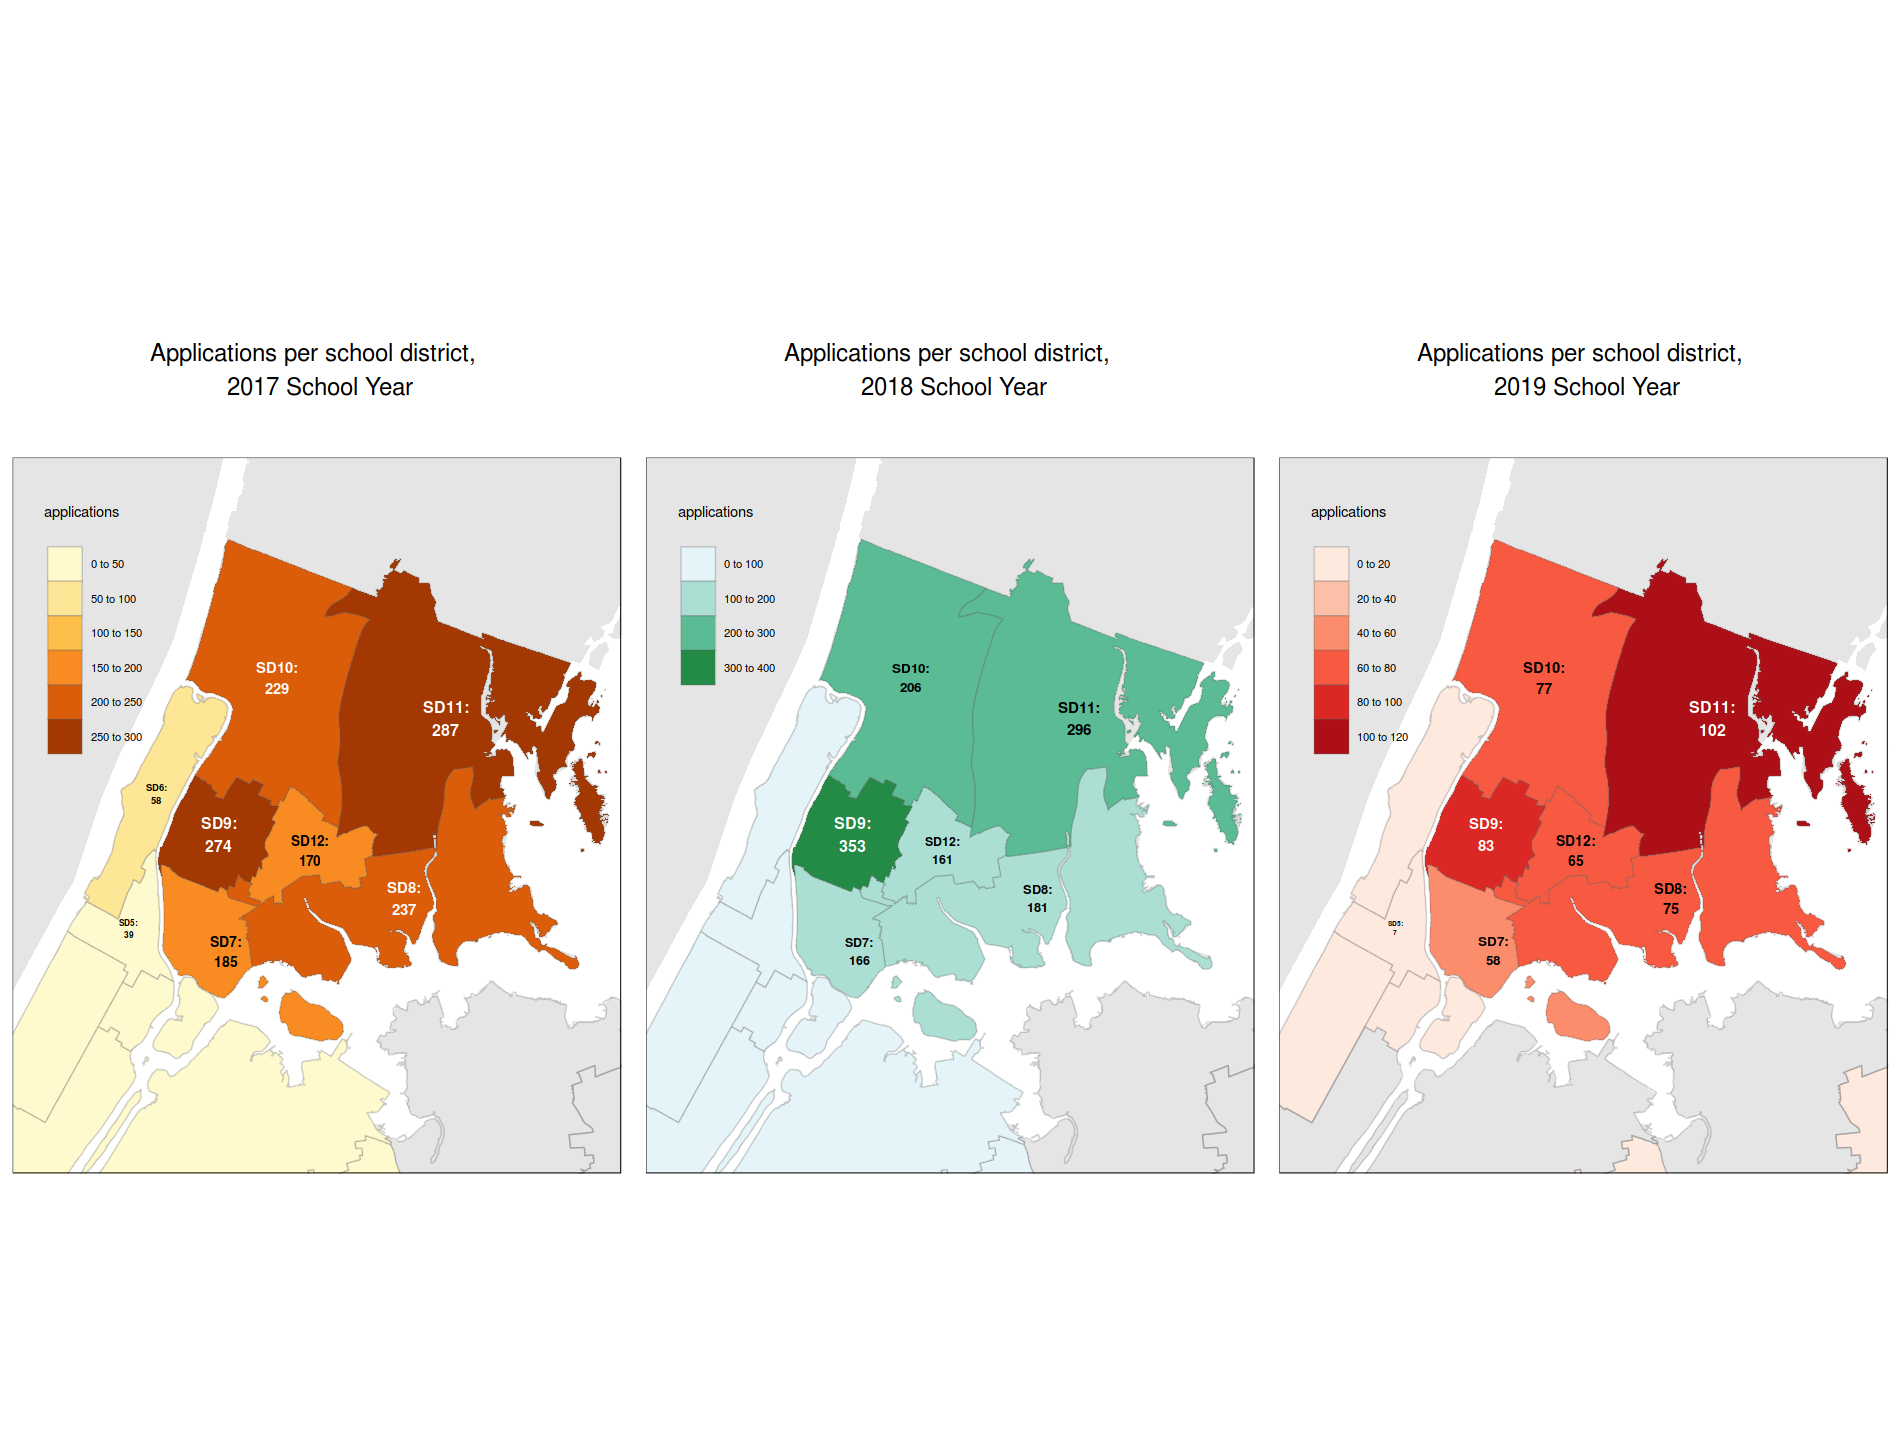 Applications per school district,
2017 School Year
applications
0 to 50
50 to 100
100 to 150
150 to 200
200 to 250
250 to 300
SD10:
229
SD11:
287
SD6:
58
SD9:
274
SD12:
170
SD8:
237
SD5:
39
SD7:
185
Applications per school district,
2018 School Year
applications
0 to 100
100 to 200
200 to 300
300 to 400
SD10:
206
SD11:
296
SD9:
353
SD12:
161
SD8:
181
SD7:
166
Applications per school district,
2019 School Year
applications
0 to 20
20 to 40
40 to 60
60 to 80
80 to 100
100 to 120
SD10:
77
SD11:
102
SD9:
83
SD12:
65
SD8:
75
SD5:
7
SD7:
58